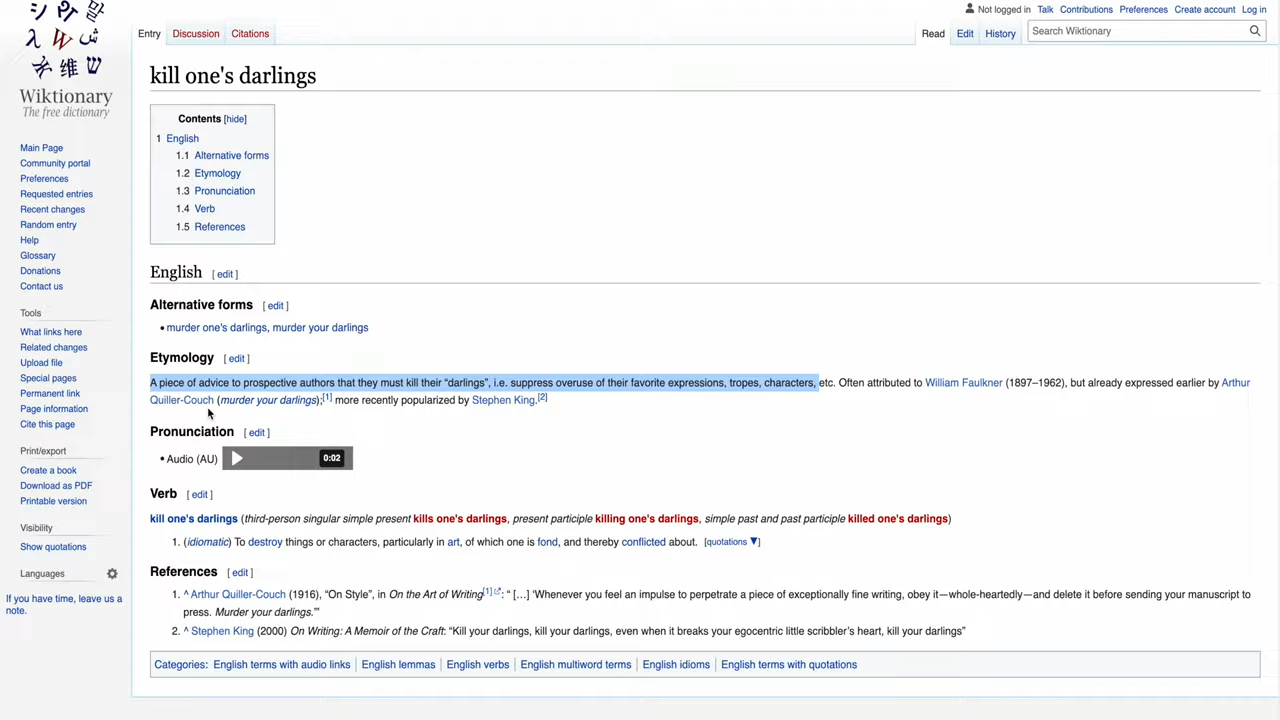 Not logged in Talk Contributions Preferences Create account Log in
Entry Discussion Citations Read Edit History Search Wiktionary
维
Wiktionary
The free dictionary
Main Page
Community portal
Preferences
Requested entries
Recent changes
Random entry
Help
Glossary
Donations
Contact us
Tools
What links here
Related changes
Upload file
Special pages
Permanent link
Page information
Cite this page
Print/export
Create a book
Download as PDF
Printable version
Visibility
Show quotations
Languages
If you have time, leave us a
note.
kill one's darlings
Contents [hide]
1 English
1.1 Alternative forms
1.2 Etymology
1.3 Pronunciation
1.4 Verb
1.5 References
English [ edit ]
Alternative forms [ edit ]
• murder one's darlings, murder your darlings
Etymology [ edit ]
A piece of advice to prospective authors that they must kill their “darlings”, i.e. suppress overuse of their favorite expressions, tropes, characters, etc. Often attributed to William Faulkner (1897–1962), but already expressed earlier by Arthur
Quiller-Couch (murder your darlings);[1] more recently popularized by Stephen King.[2]
Pronunciation [ edit ]
• Audio (AU) 0:02
Verb [ edit ]
kill one's darlings (third-person singular simple present kills one's darlings, present participle killing one's darlings, simple past and past participle killed one's darlings)
1. (idiomatic) To destroy things or characters, particularly in art, of which one is fond, and thereby conflicted about. [quotations ▼]
References [ edit ]
1. ^ Arthur Quiller-Couch (1916), “On Style”, in On the Art of Writing[1]: “ […] ‘Whenever you feel an impulse to perpetrate a piece of exceptionally fine writing, obey it—whole-heartedly—and delete it before sending your manuscript to
press. Murder your darlings.’”
2. ^ Stephen King (2000) On Writing: A Memoir of the Craft: “Kill your darlings, kill your darlings, even when it breaks your egocentric little scribbler’s heart, kill your darlings”
Categories: English terms with audio links English lemmas English verbs English multiword terms English idioms English terms with quotations